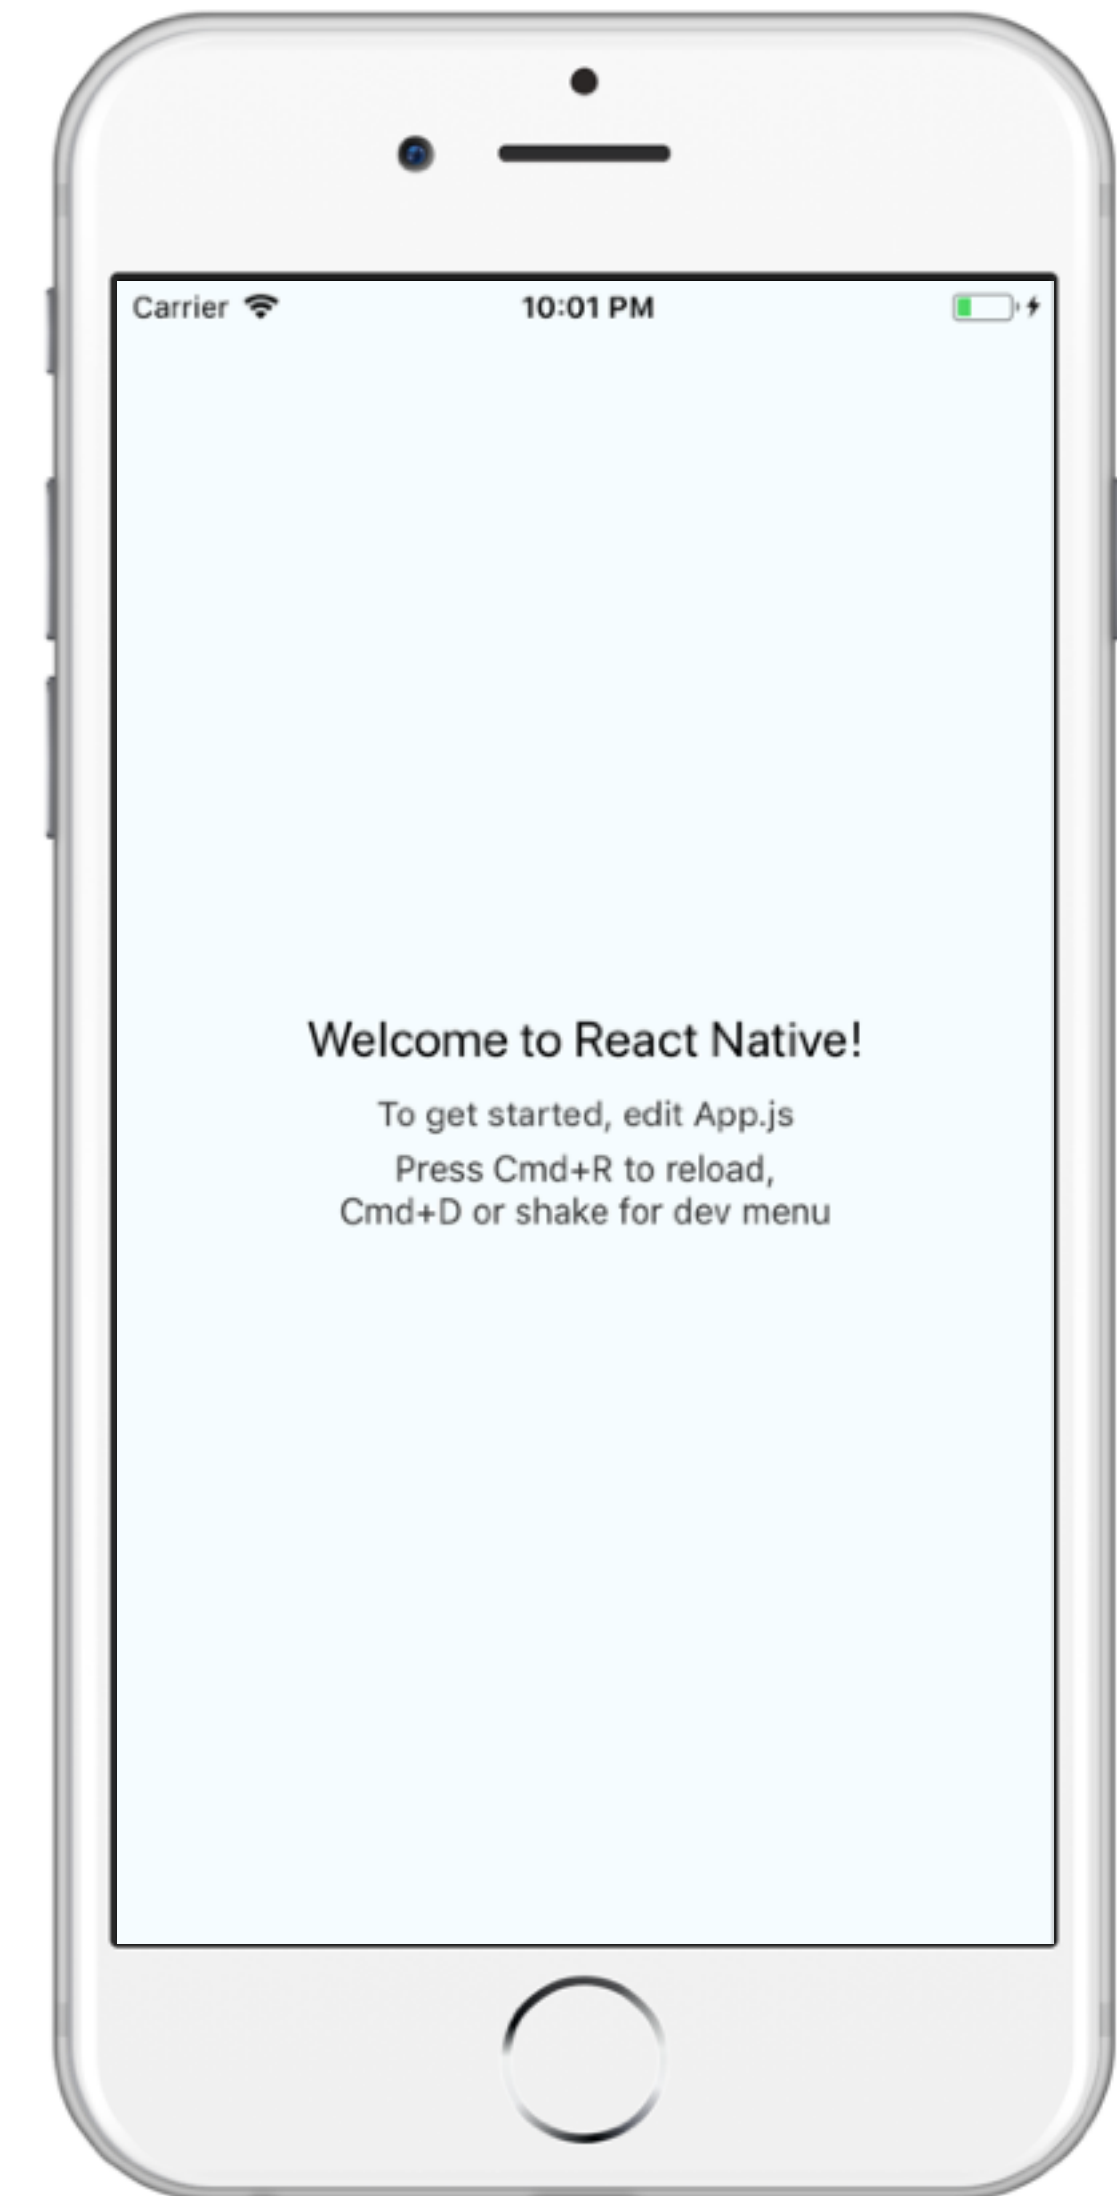 Carrier
10:01 PM
Welcome to React Native!
To get started, edit App.js
Press Cmd+R to reload,
Cmd+D or shake for dev menu